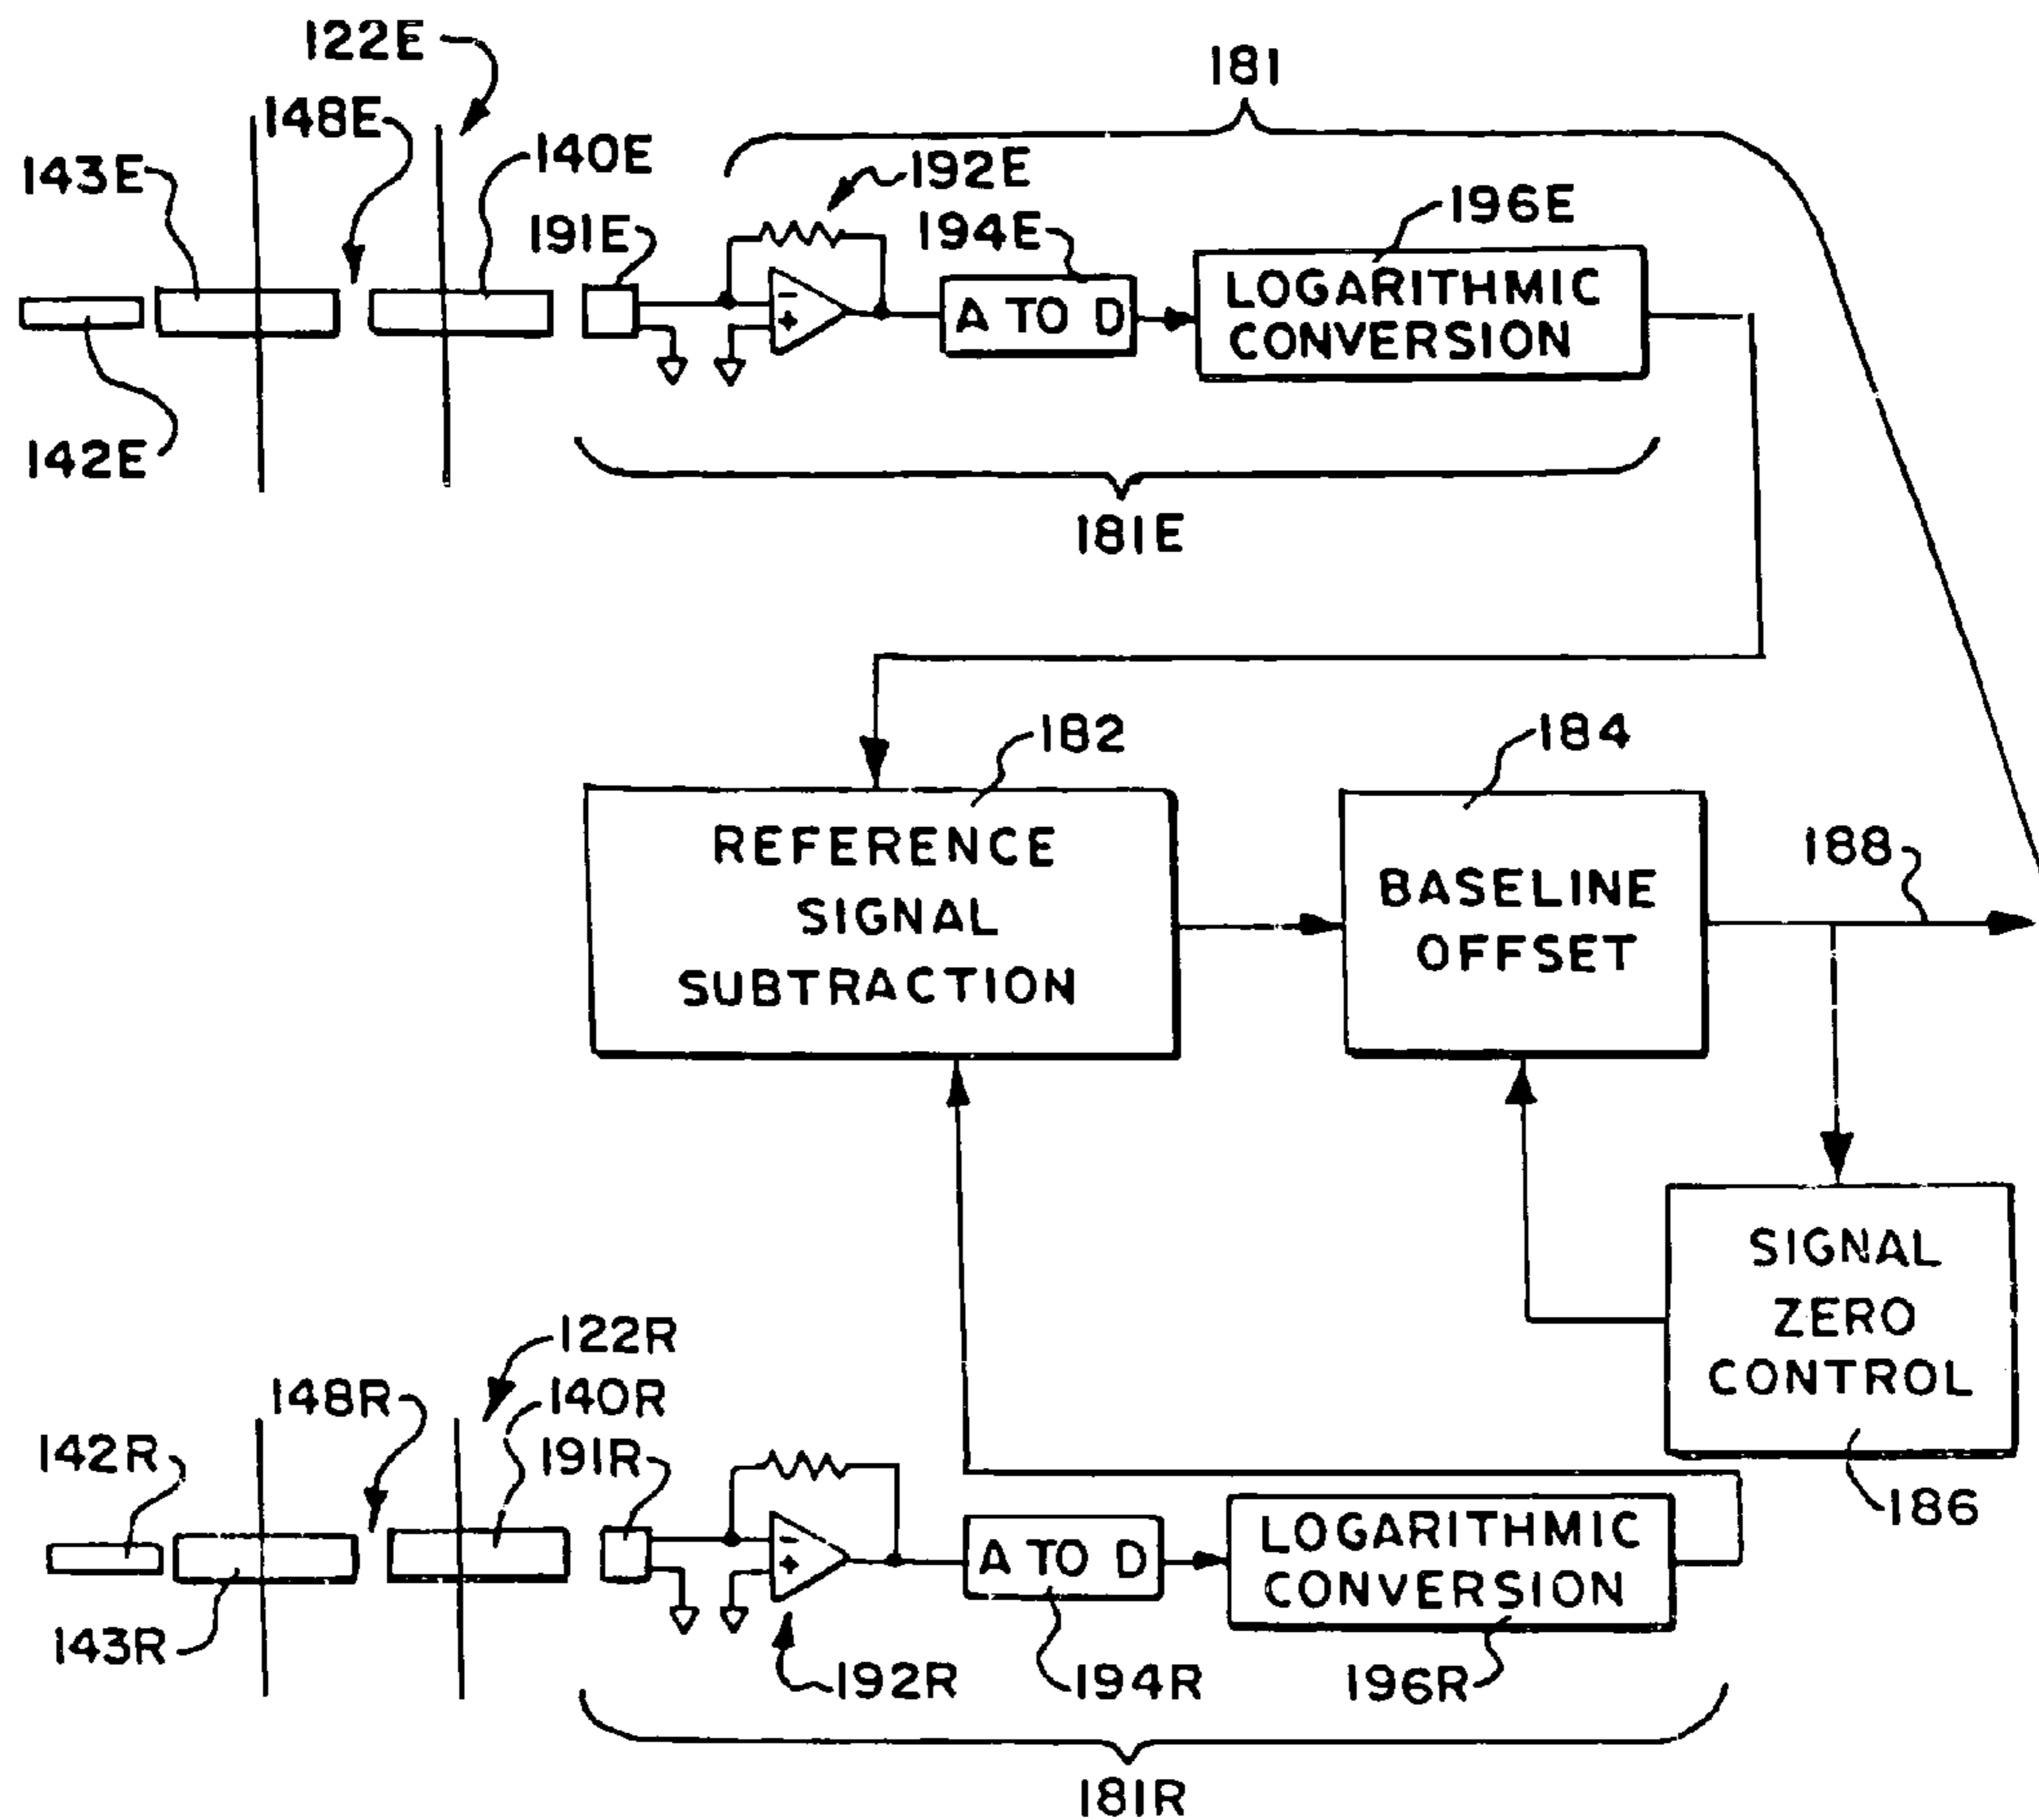 122E
181
148E
140E
192E
143E
196E
191E
194E
−
+
A TO D
LOGARITHMIC
CONVERSION
142E
181E
182
184
188
REFERENCE
SIGNAL
SUBTRACTION
BASELINE
OFFSET
SIGNAL
ZERO
CONTROL
186
122R
148R
140R
142R
191R
−
+
A TO D
LOGARITHMIC
CONVERSION
143R
192R
194R
196R
181R